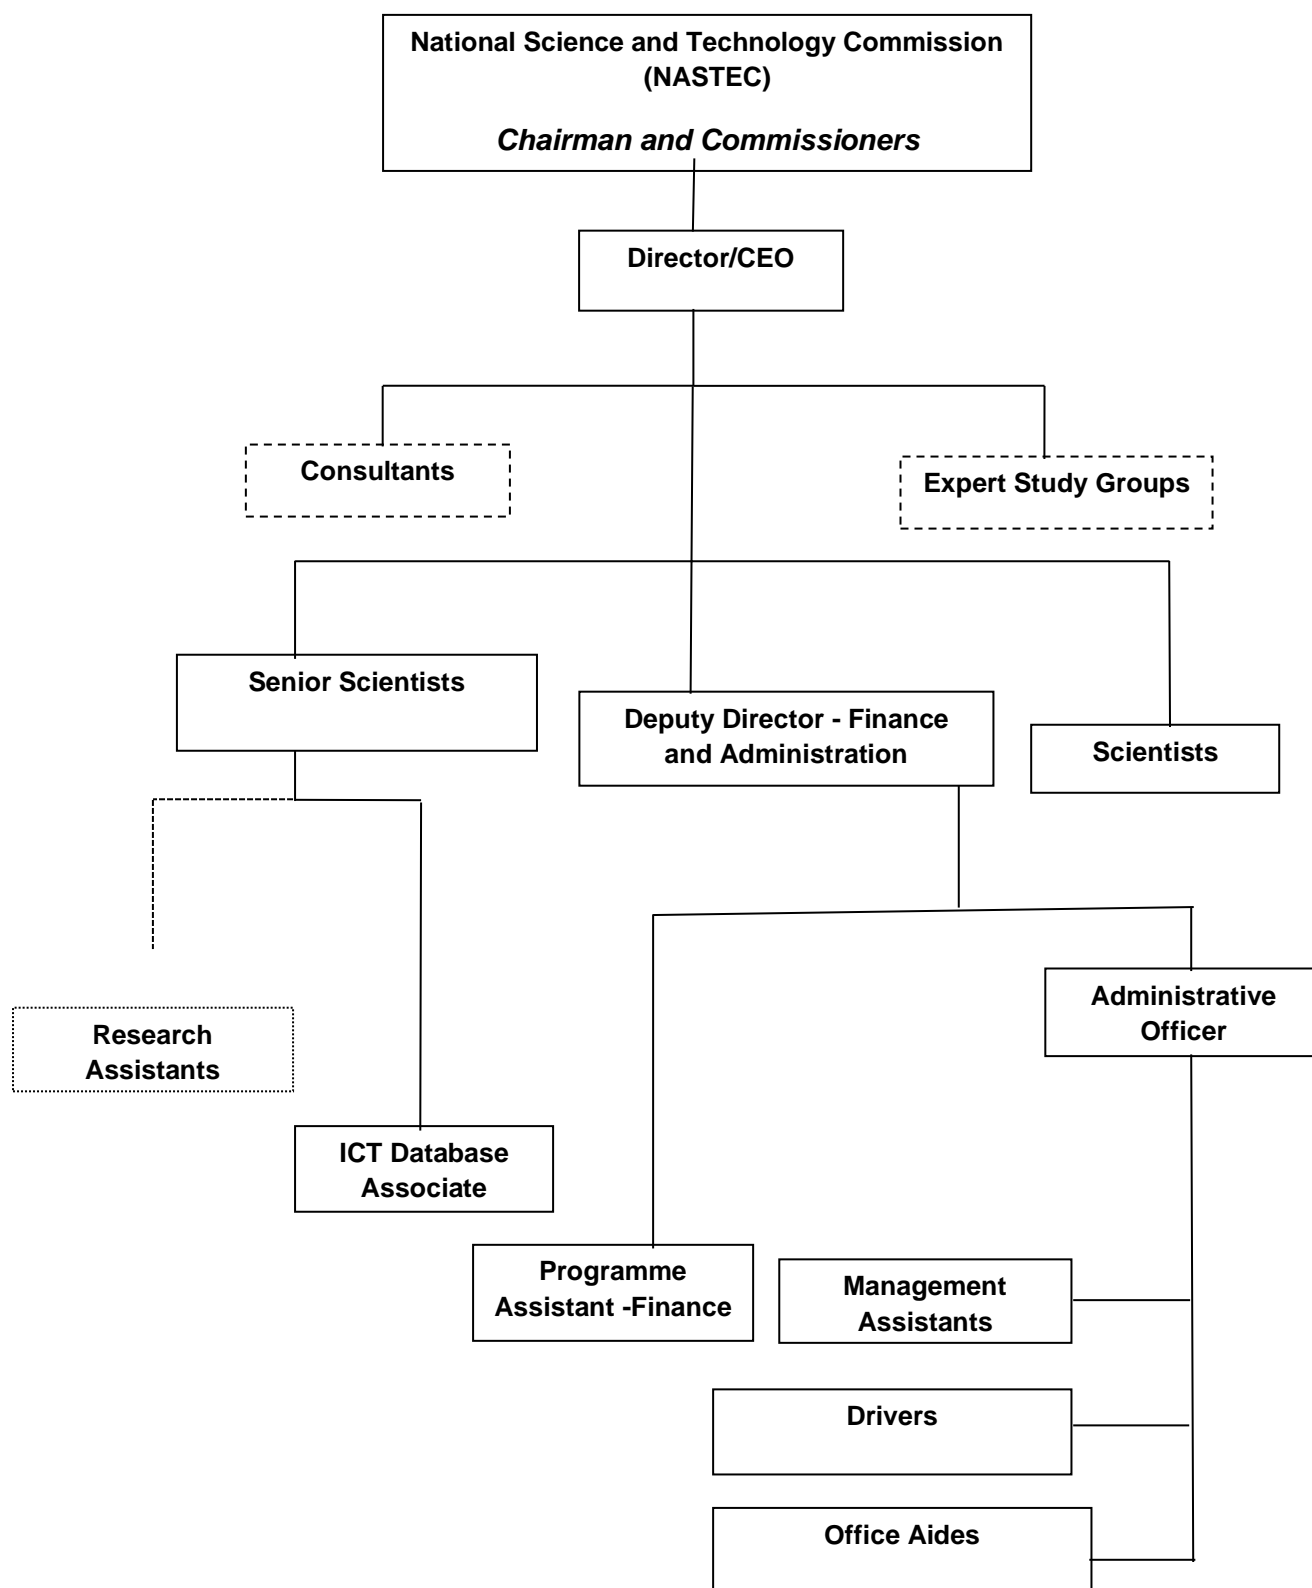 National Science and Technology Commission
(NASTEC)
Chairman and Commissioners
Director/CEO
Consultants
Expert Study Groups
Senior Scientists
Deputy Director - Finance
and Administration
Scientists
Administrative
Officer
Research
Assistants
ICT Database
Associate
Programme
Assistant -Finance
Management
Assistants
Drivers
Office Aides